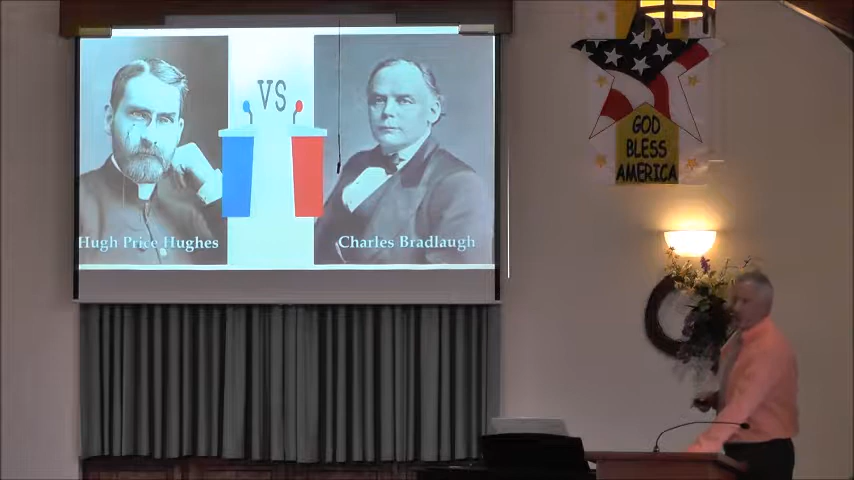 VS
Hugh Price Hughes
Charles Bradlaugh
GOD
BLESS
AMERICA